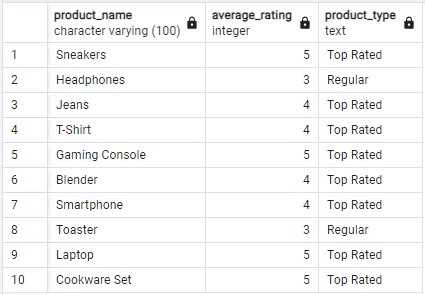 product_name average_rating product_type
character varying (100) integer text
1 Sneakers 5 Top Rated
2 Headphones 3 Regular
3 Jeans 4 Top Rated
4 T-Shirt 4 Top Rated
5 Gaming Console 5 Top Rated
6 Blender 4 Top Rated
7 Smartphone 4 Top Rated
8 Toaster 3 Regular
9 Laptop 5 Top Rated
10 Cookware Set 5 Top Rated